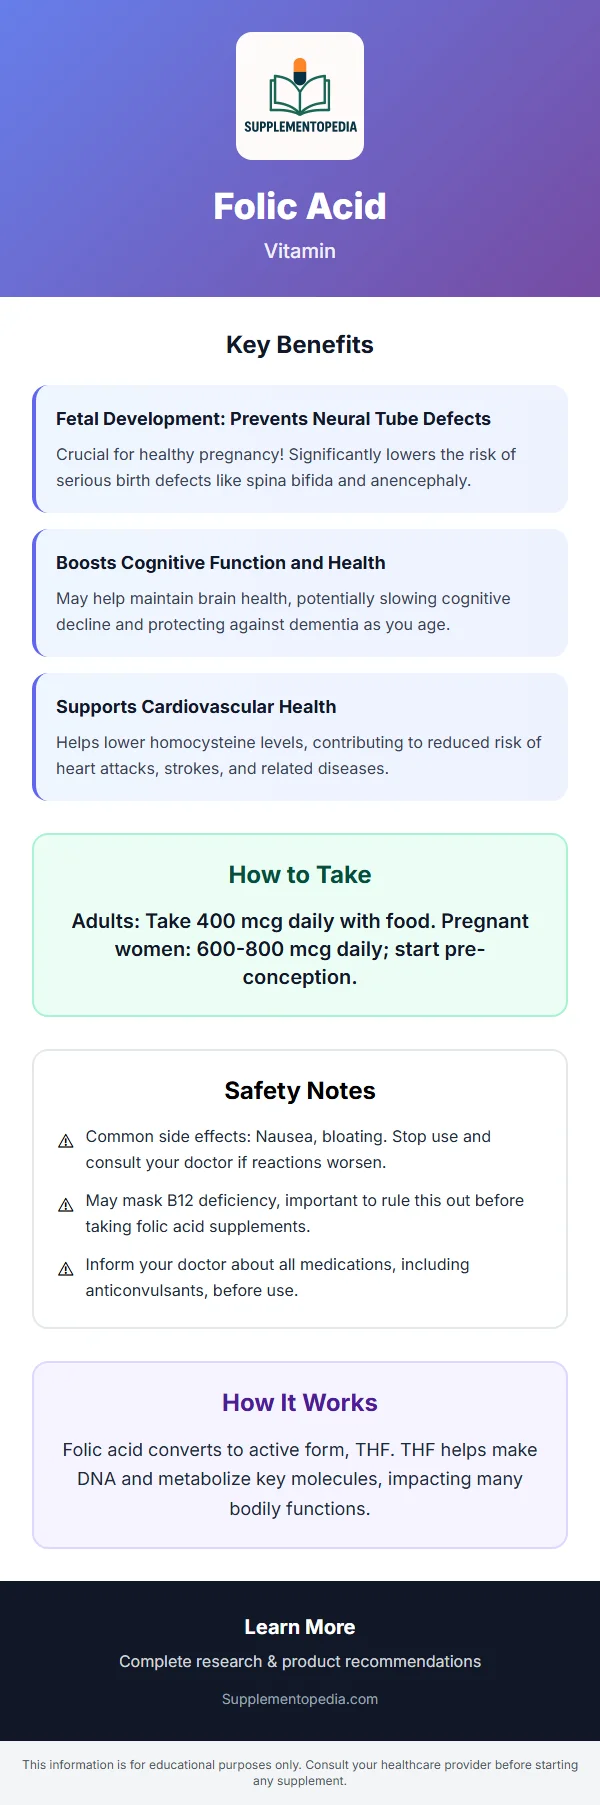 SUPPLEMENTOPEDIA
Folic Acid
Vitamin
Key Benefits
Fetal Development: Prevents Neural Tube Defects
Crucial for healthy pregnancy! Significantly lowers the risk of
serious birth defects like spina bifida and anencephaly.
Boosts Cognitive Function and Health
May help maintain brain health, potentially slowing cognitive
decline and protecting against dementia as you age.
Supports Cardiovascular Health
Helps lower homocysteine levels, contributing to reduced risk of
heart attacks, strokes, and related diseases.
How to Take
Adults: Take 400 mcg daily with food. Pregnant
women: 600-800 mcg daily; start pre-
conception.
Safety Notes
⚠ Common side effects: Nausea, bloating. Stop use and
consult your doctor if reactions worsen.
⚠ May mask B12 deficiency, important to rule this out before
taking folic acid supplements.
⚠ Inform your doctor about all medications, including
anticonvulsants, before use.
How It Works
Folic acid converts to active form, THF. THF helps make
DNA and metabolize key molecules, impacting many
bodily functions.
Learn More
Complete research & product recommendations
Supplementopedia.com
This information is for educational purposes only. Consult your healthcare provider before starting
any supplement.